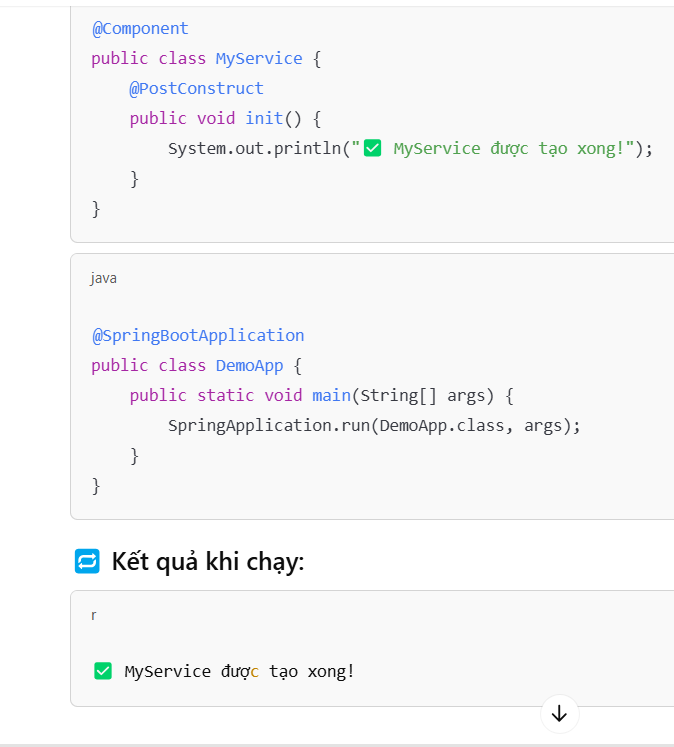 @Component
public class MyService {
    @PostConstruct
    public void init() {
        System.out.println("✅ MyService được tạo xong!");
    }
}
java
@SpringBootApplication
public class DemoApp {
    public static void main(String[] args) {
        SpringApplication.run(DemoApp.class, args);
    }
}
🔁 Kết quả khi chạy:
r
✅ MyService được tạo xong!